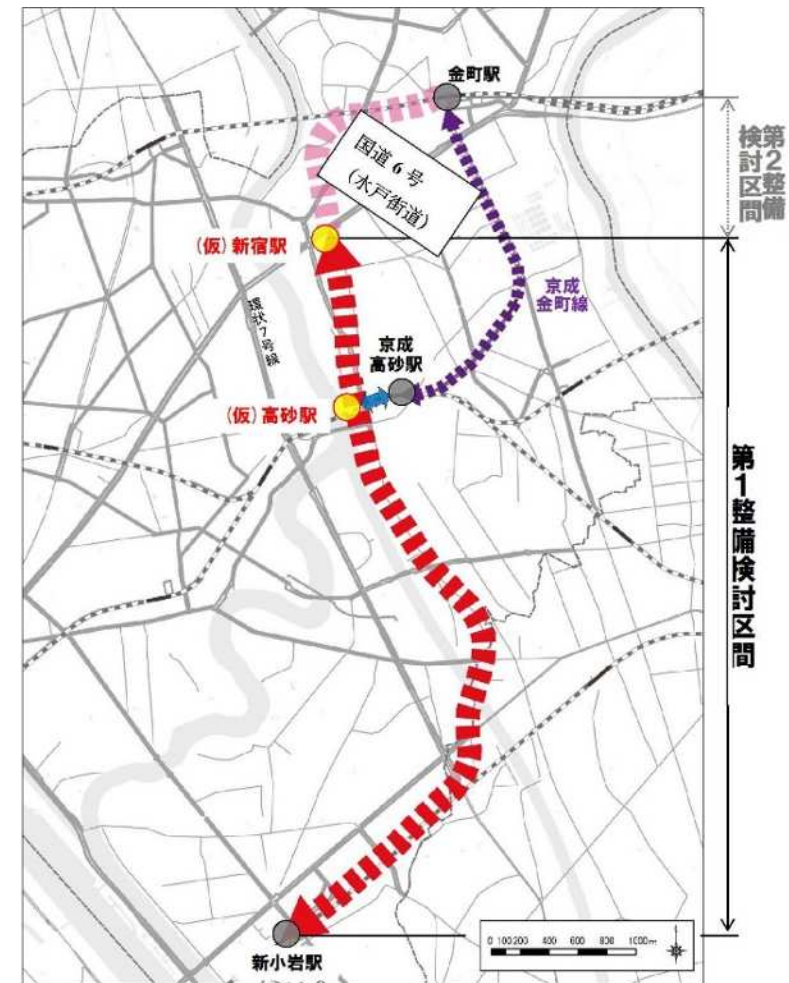 金町駅
第2整備
検討区間
国道6号
(水戸街道)
(仮)新宿駅
京成
金町線
環状7号線
京成
高砂駅
(仮)高砂駅
第1整備検討区間
0 100 200 400 600 800 1000m
新小岩駅